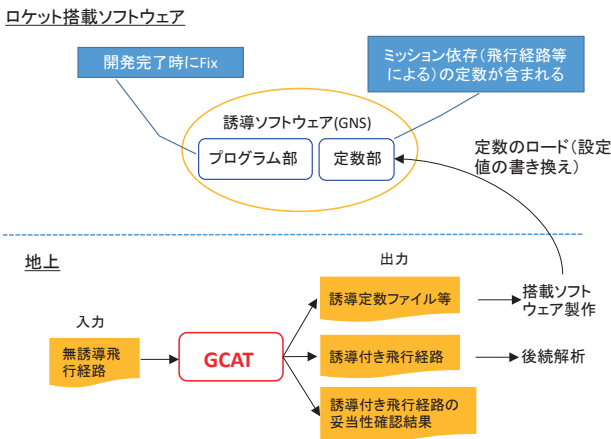 ロケット搭載ソフトウェア
開発完了時にFix
ミッション依存(飛行経路等
による)の定数が含まれる
誘導ソフトウェア(GNS)
プログラム部
定数部
定数のロード(設定
値の書き換え)
地上
出力
入力
無誘導飛
行経路
GCAT
誘導定数ファイル等
搭載ソフト
ウェア製作
誘導付き飛行経路
後続解析
誘導付き飛行経路の
妥当性確認結果